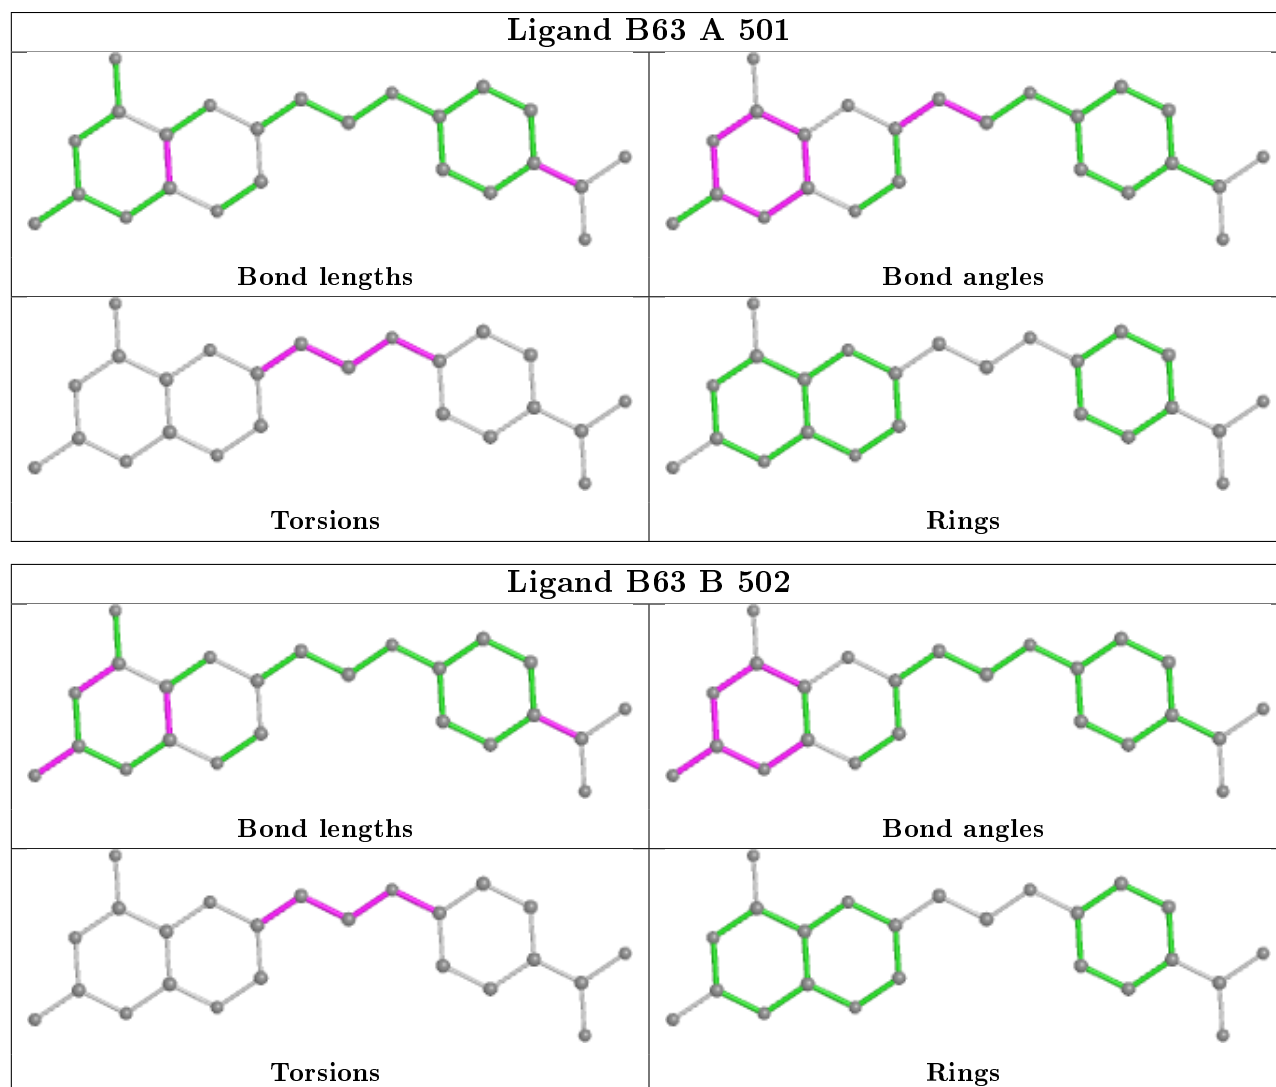 Ligand B63 A 501
Bond lengths
Bond angles
Torsions
Rings
Ligand B63 B 502
Bond lengths
Bond angles
Torsions
Rings